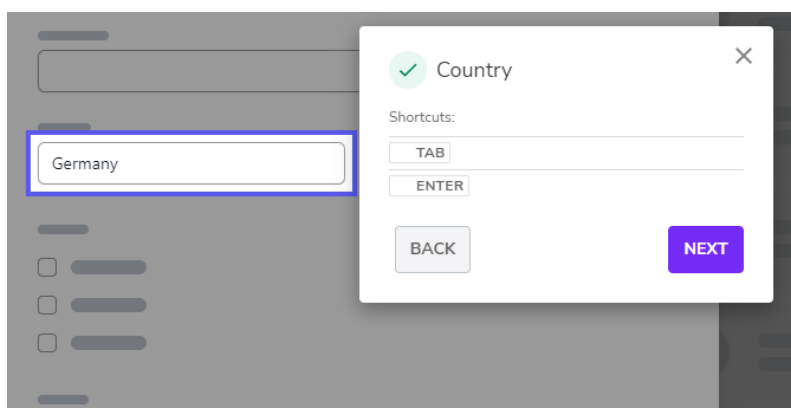 Country
Germany
Shortcuts:
TAB
ENTER
BACK
NEXT